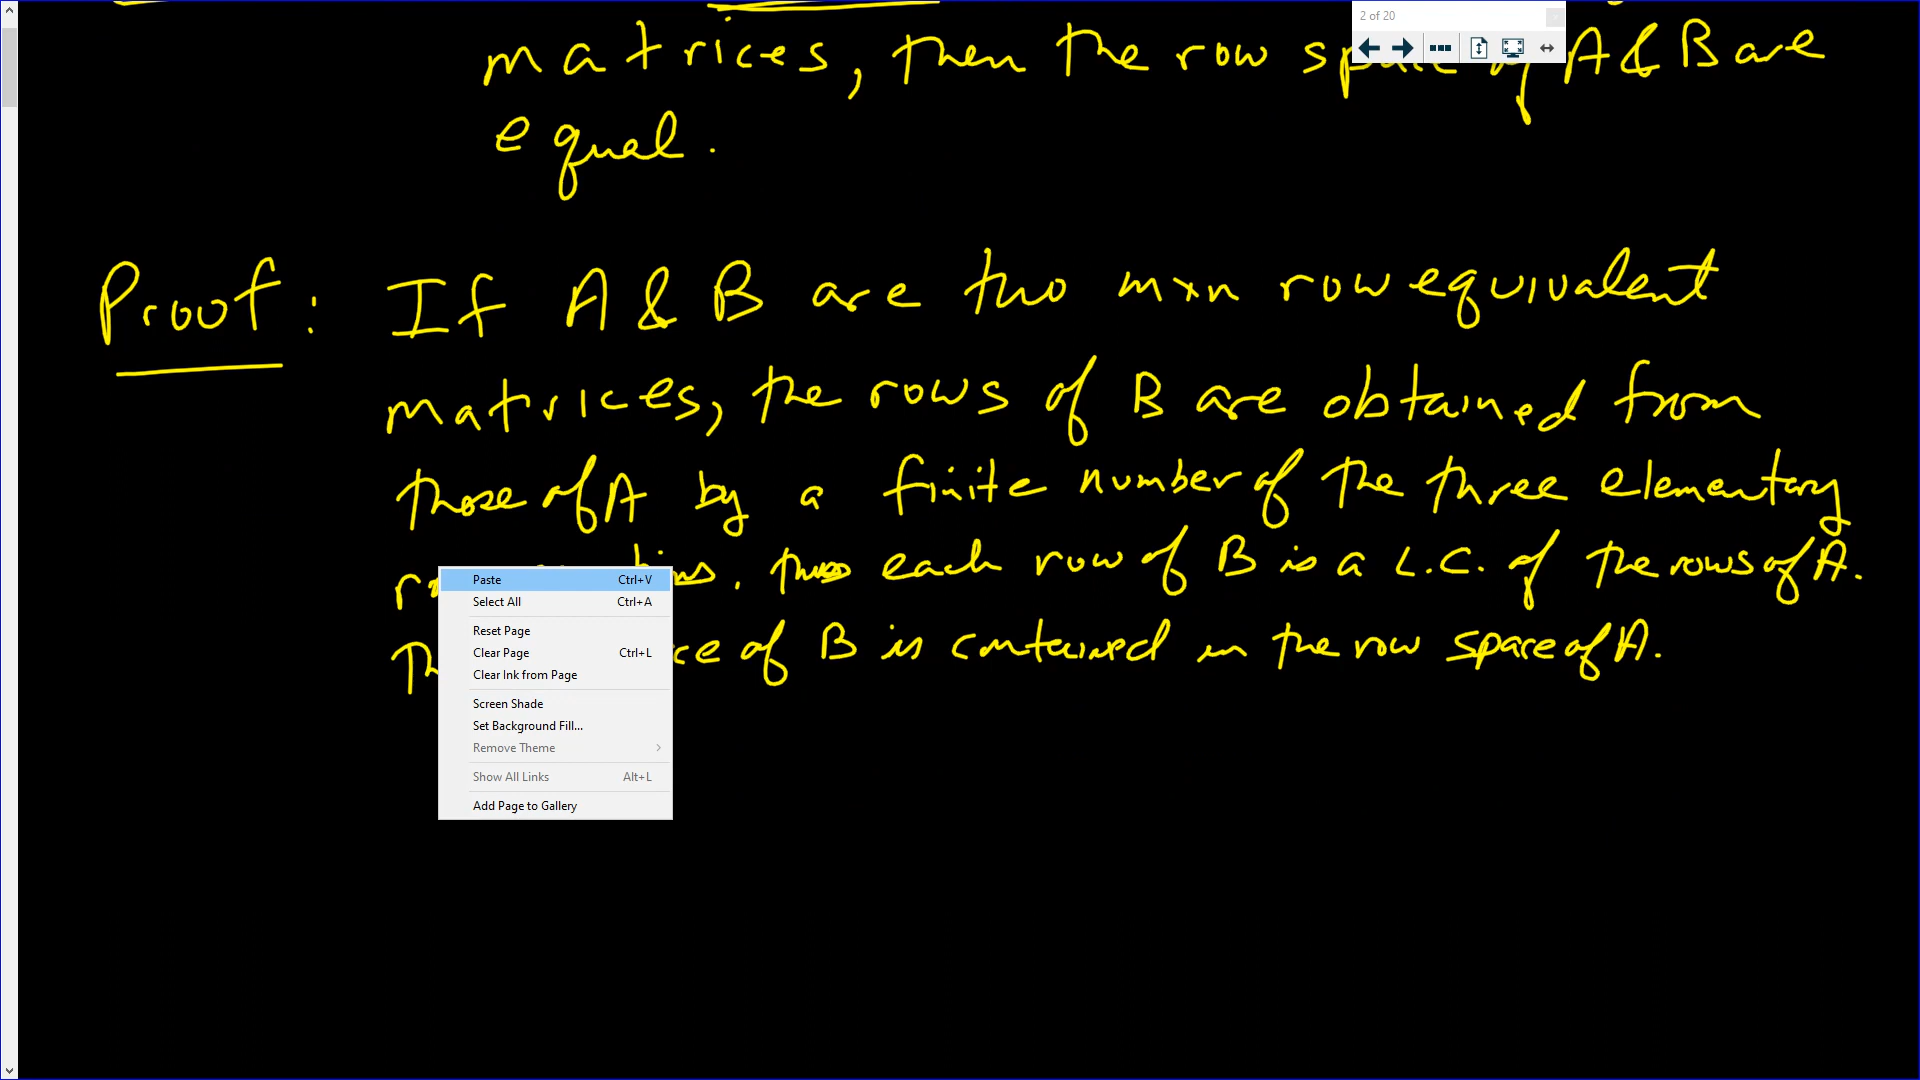 2 of 20
matrices, then the row space of A & B are
equal.
Proof: If A & B are two mxn row equivalent
matrices, the rows of B are obtained from
those of A by a finite number of the three elementary
thus each row of B is a L.C. of the rows of A.
of B is contained in the row space of A.
Paste Ctrl+V
Select All Ctrl+A
Reset Page
Clear Page Ctrl+L
Clear Ink from Page
Screen Shade
Set Background Fill...
Remove Theme
Show All Links Alt+L
Add Page to Gallery